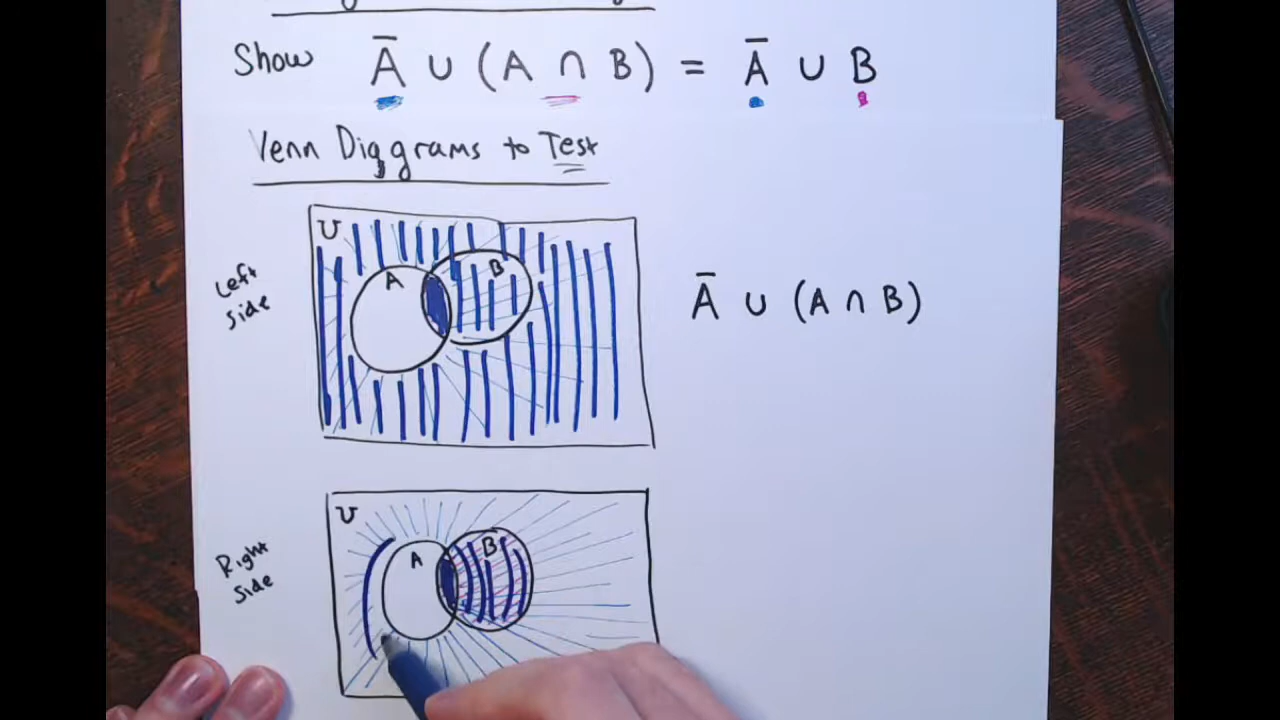 Show Ā ∪ (A ∩ B) = Ā ∪ B
Venn Diagrams to Test
U
A
B
Left
side
Ā ∪ (A ∩ B)
U
A
B
Right
side